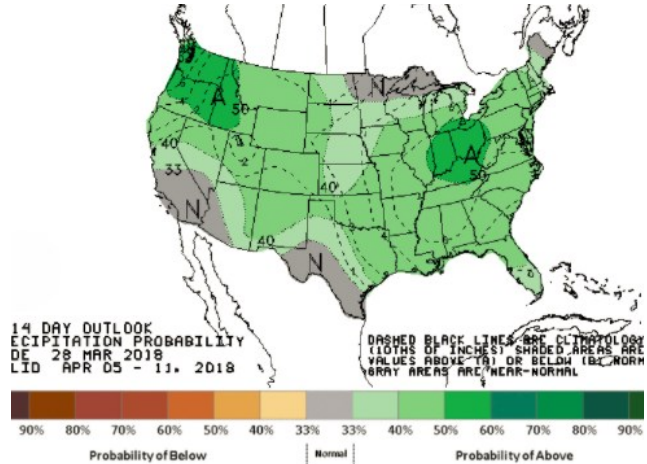 A
50
N
A
50
40
33
N
2
40
40
N
14 DAY OUTLOOK
ECIPITATION PROBABILITY
DE 28 MAR 2018
LID APR 05 - 11, 2018
DASHED BLACK LINES ARE CLIMATOLOGY
(10THS OF INCHES) SHADED AREAS ARE
VALUES ABOVE (A) OR BELOW (B) NORM
GRAY AREAS ARE NEAR-NORMAL
90% 80% 70% 60% 50% 40% 33% 33% 40% 50% 60% 70% 80% 90%
Probability of Below Normal Probability of Above